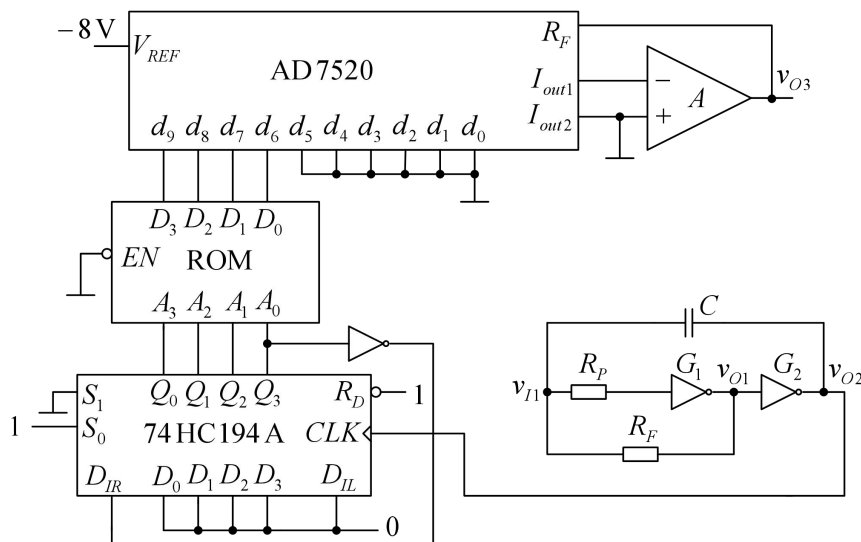 −8 V
V_REF
AD7520
R_F
I_out1
I_out2
− A +
v_O3
d_9 d_8 d_7 d_6 d_5 d_4 d_3 d_2 d_1 d_0
D_3 D_2 D_1 D_0
EN ROM
A_3 A_2 A_1 A_0
C
R_P G_1 v_O1 G_2 v_O2
v_I1
R_F
S_1 Q_0 Q_1 Q_2 Q_3 R_D 1
1 S_0 74HC194A CLK
D_IR D_0 D_1 D_2 D_3 D_IL
0